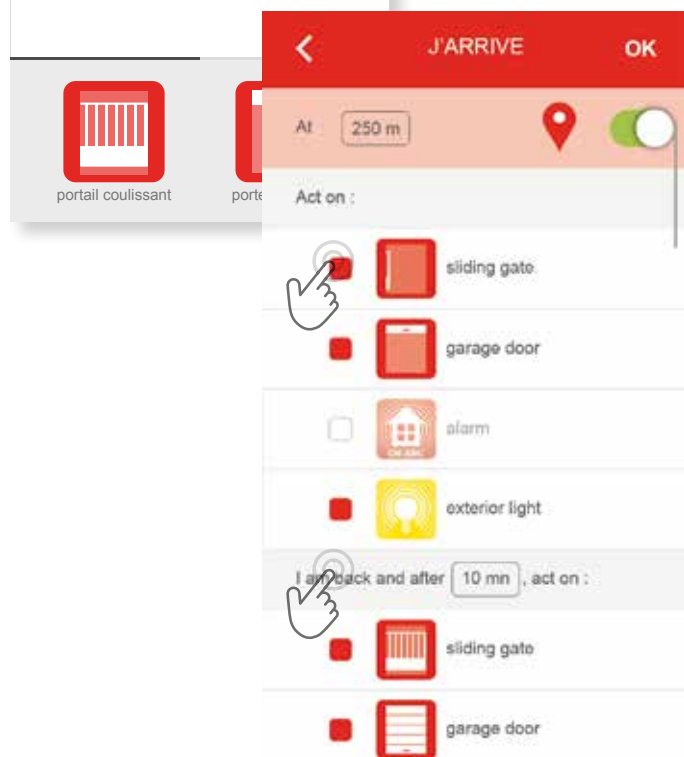 J'ARRIVE OK
At 250 m
portail coulissant
porte
Act on :
sliding gate
garage door
alarm
exterior light
I am back and after 10 mn , act on :
sliding gate
garage door